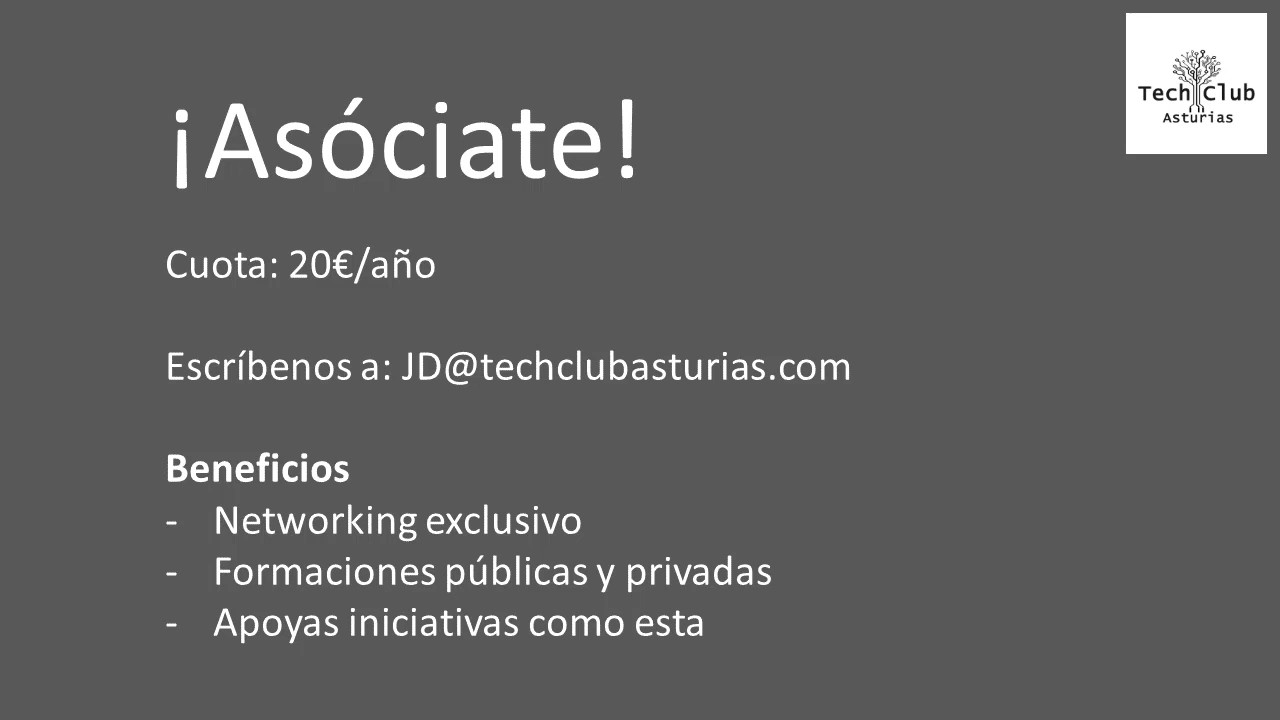 ¡Asóciate!
Tech Club
Asturias
Cuota: 20€/año
Escríbenos a: JD@techclubasturias.com
Beneficios
- Networking exclusivo
- Formaciones públicas y privadas
- Apoyas iniciativas como esta